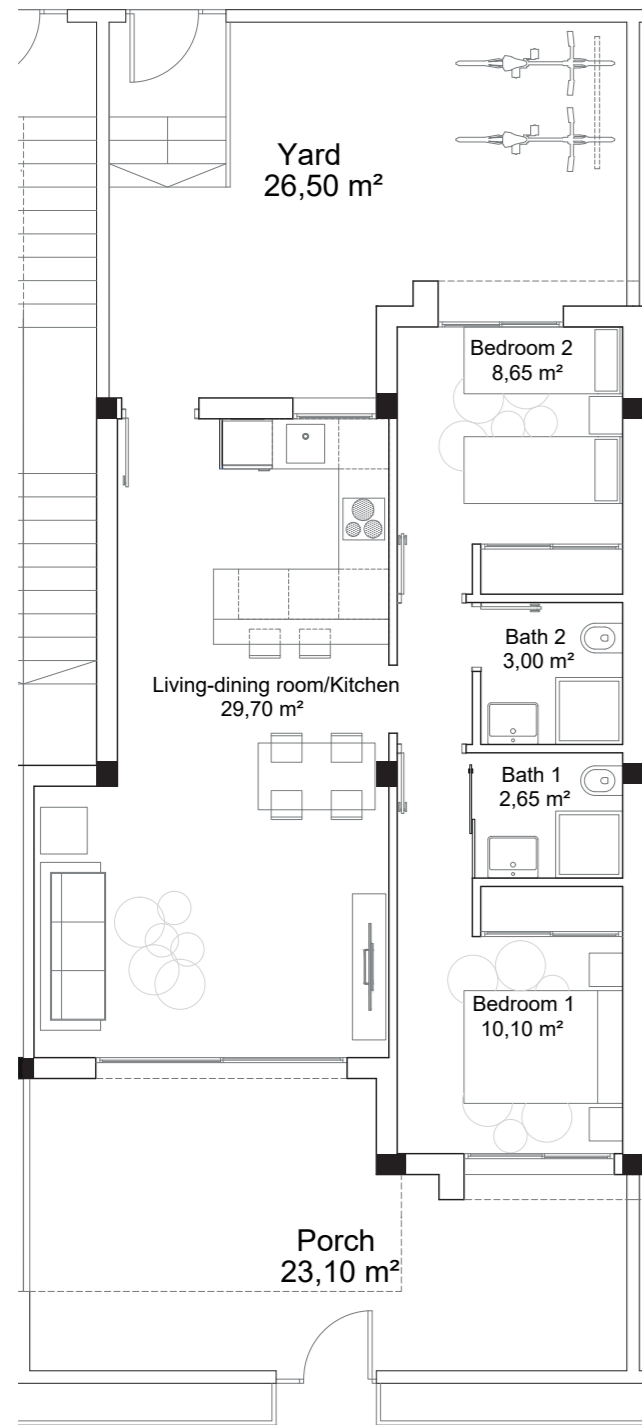 Yard
26,50 m²
Bedroom 2
8,65 m²
Bath 2
3,00 m²
Living-dining room/Kitchen
29,70 m²
Bath 1
2,65 m²
Bedroom 1
10,10 m²
Porch
23,10 m²